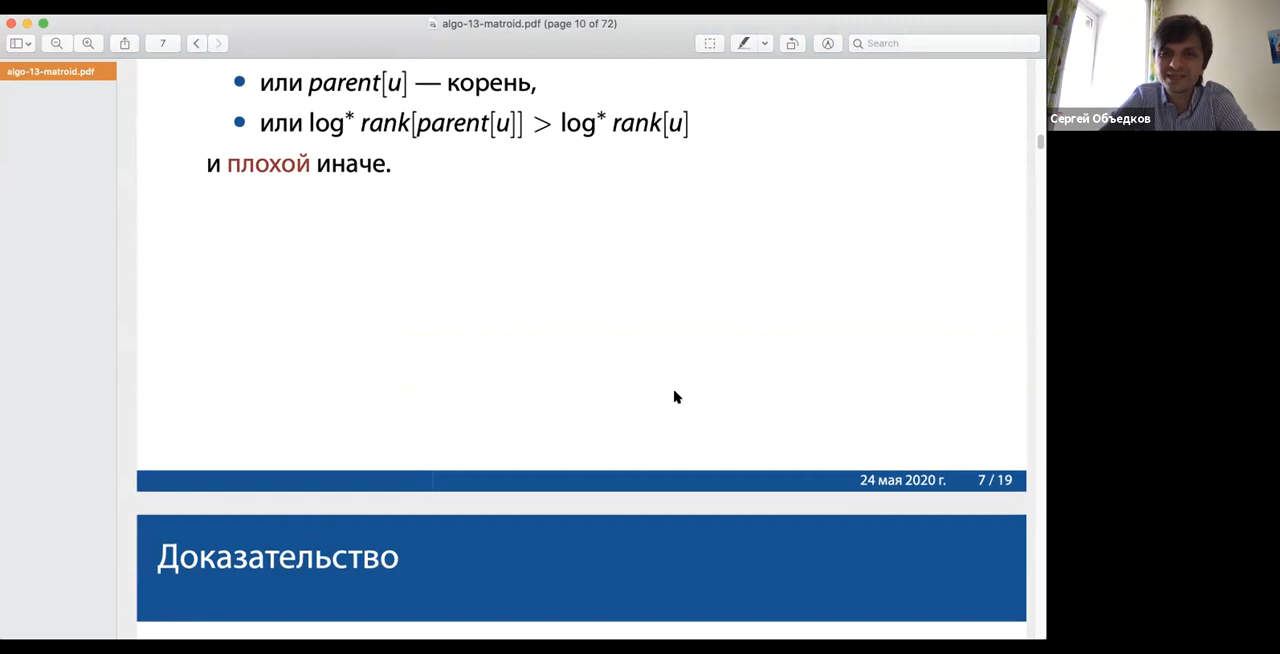 algo-13-matroid.pdf (page 10 of 72)
7
Search
algo-13-matroid.pdf
или parent[u] — корень,
или log* rank[parent[u]] > log* rank[u]
и плохой иначе.
24 мая 2020 г. 7 / 19
Доказательство
Сергей Объедков